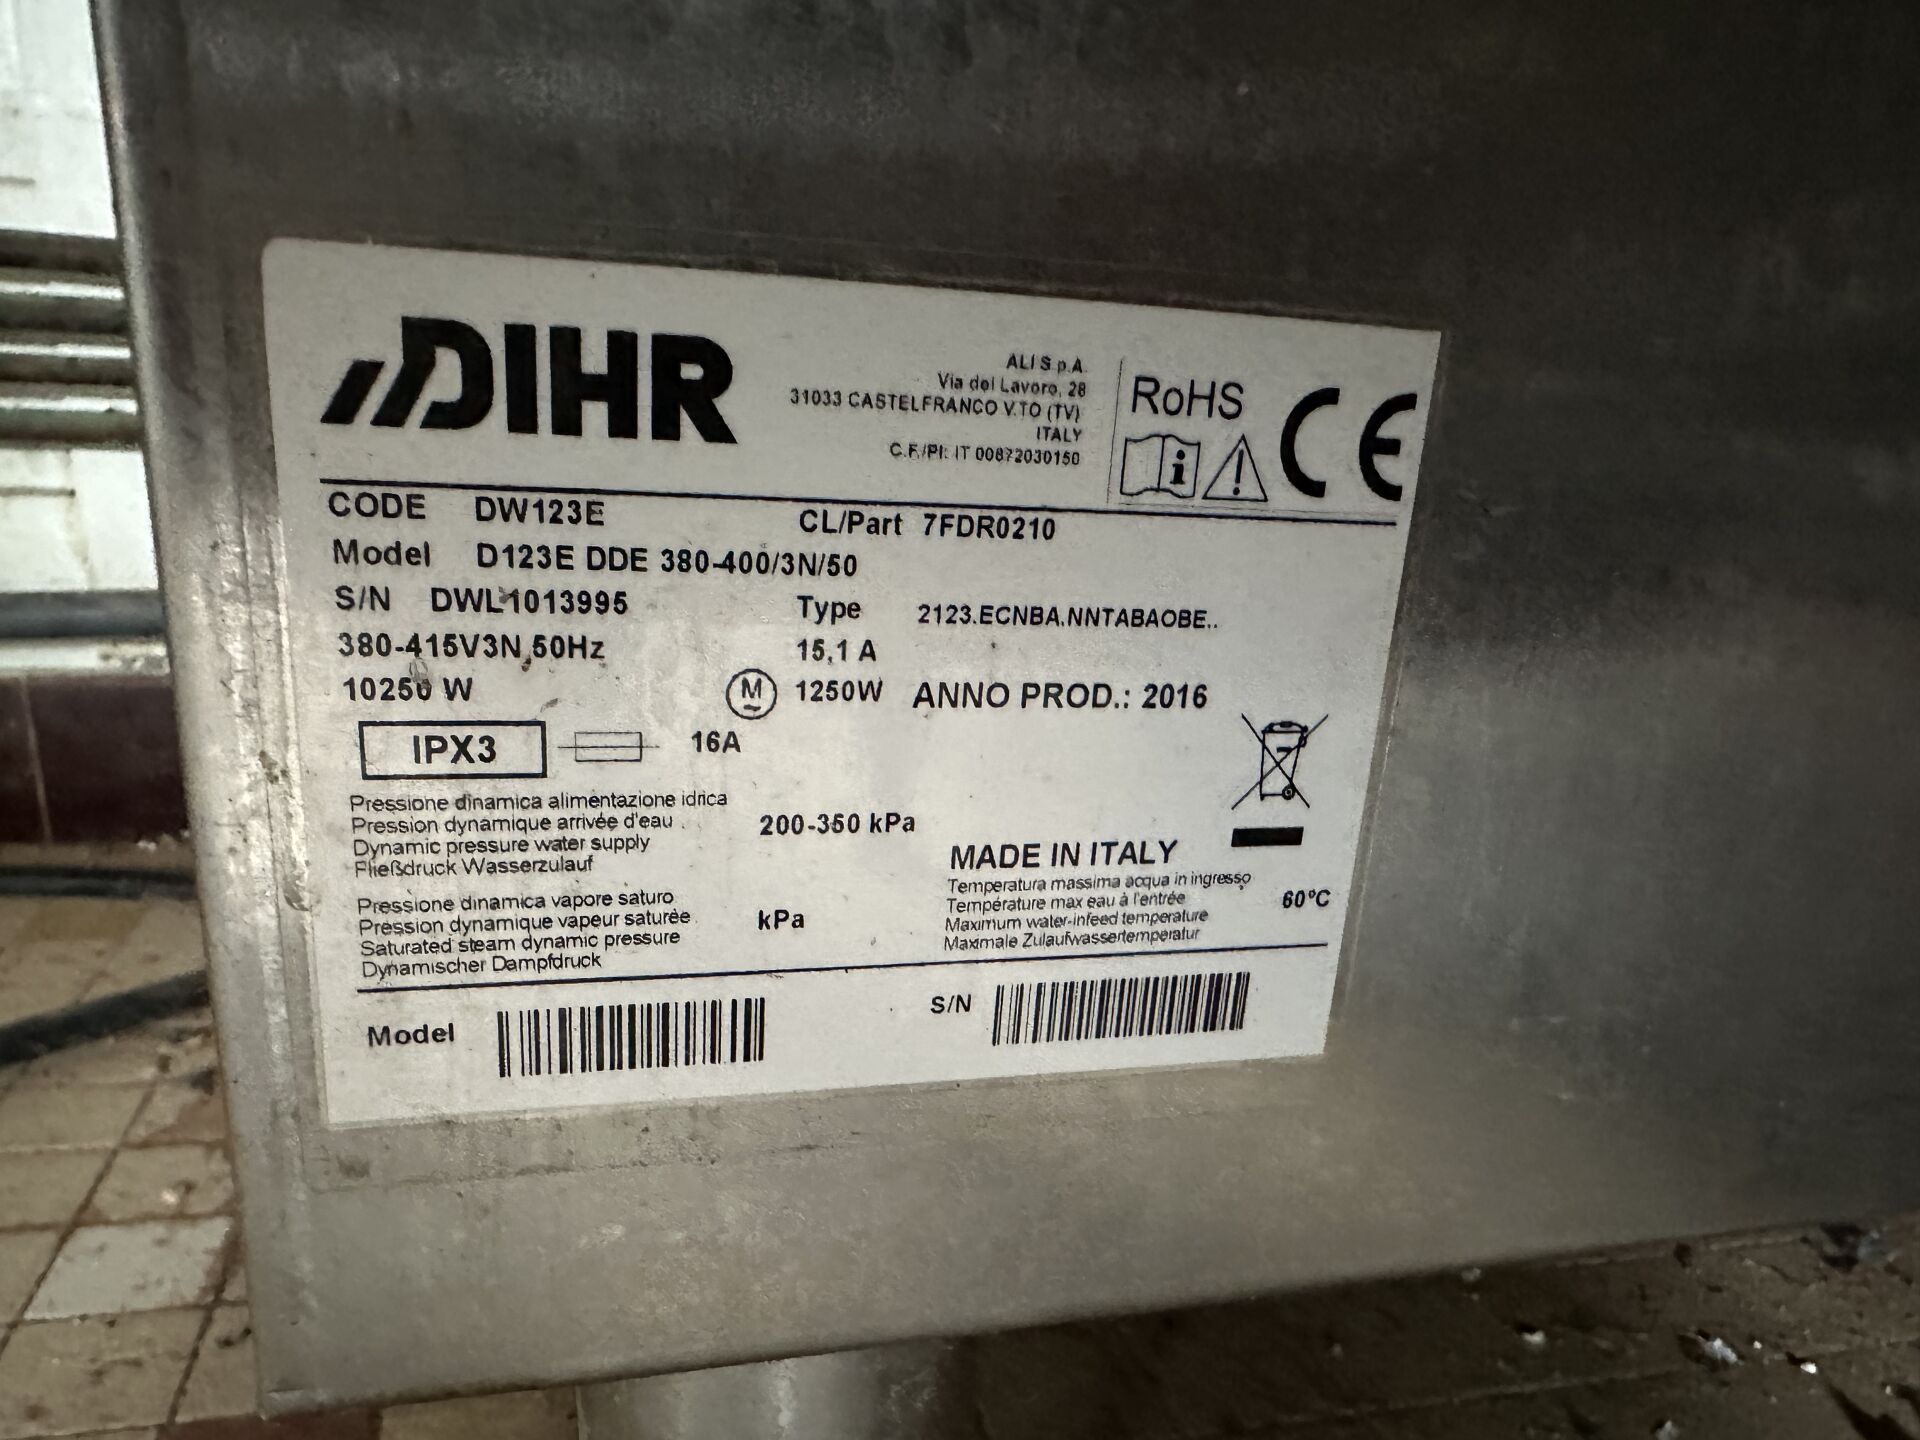 DIHR
ALI S.p.A.
Via del Lavoro, 28
31033 CASTELFRANCO V.TO (TV)
ITALY
C.F./PI: IT 00872030150
RoHS
CE
CODE DW123E
CL/Part 7FDR0210
Model D123E DDE 380-400/3N/50
S/N DWL1013995
Type 2123.ECNBA.NNTABAOBE..
380-415V3N,50Hz
15,1 A
10250 W
M 1250W
ANNO PROD.: 2016
IPX3
16A
Pressione dinamica alimentazione idrica
Pression dynamique arrivée d'eau
Dynamic pressure water supply
Fließdruck Wasserzulauf
200-350 kPa
Pressione dinamica vapore saturo
Pression dynamique vapeur saturée
Saturated steam dynamic pressure
Dynamischer Dampfdruck
kPa
MADE IN ITALY
Temperatura massima acqua in ingresso
Température max eau à l'entrée
Maximum water-infeed temperature
Maximale Zulaufwassertemperatur
60°C
Model
S/N